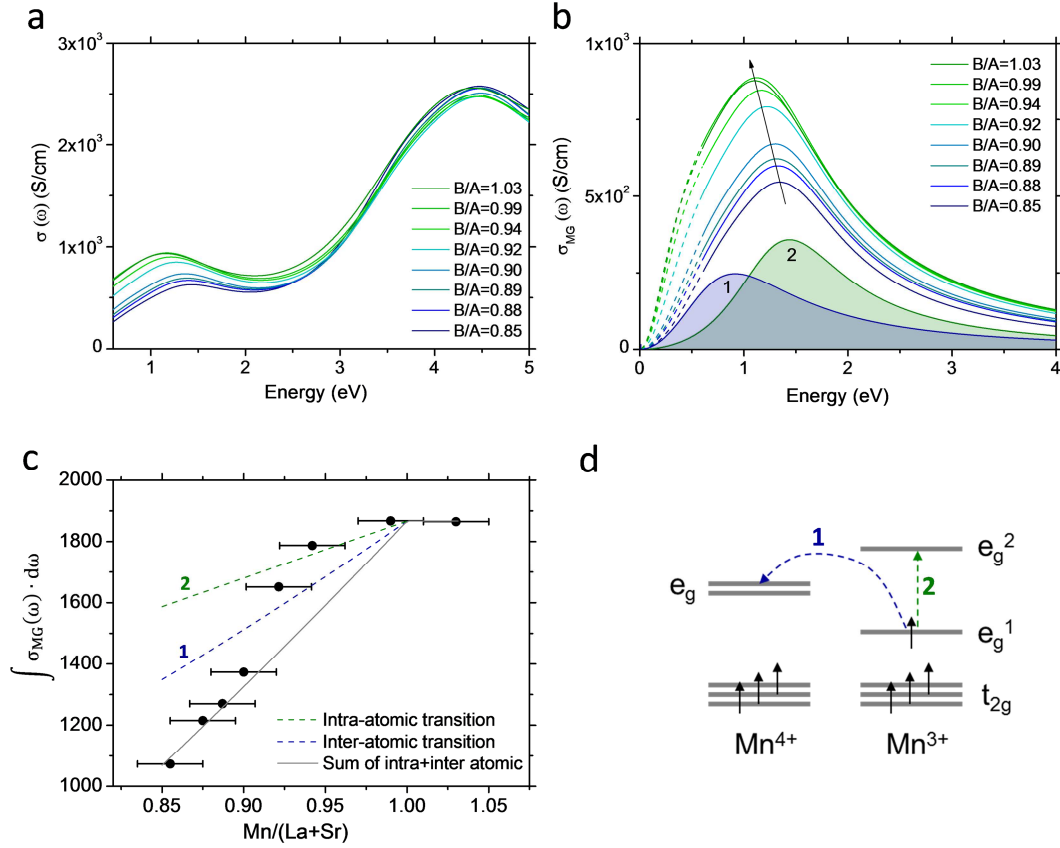 a
σ (ω) (S/cm)
3x10³
2x10³
1x10³
0
1
2
3
4
5
Energy (eV)
B/A=1.03
B/A=0.99
B/A=0.94
B/A=0.92
B/A=0.90
B/A=0.89
B/A=0.88
B/A=0.85
b
σMG (ω) (S/cm)
1x10³
5x10²
0
0
1
2
3
4
Energy (eV)
B/A=1.03
B/A=0.99
B/A=0.94
B/A=0.92
B/A=0.90
B/A=0.89
B/A=0.88
B/A=0.85
2
1
c
∫ σMG(ω) · dω
2000
1800
1600
1400
1200
1000
0.85
0.90
0.95
1.00
1.05
Mn/(La+Sr)
2
1
Intra-atomic transition
Inter-atomic transition
Sum of intra+inter atomic
d
1
2
eg
eg²
eg¹
t2g
Mn⁴⁺
Mn³⁺